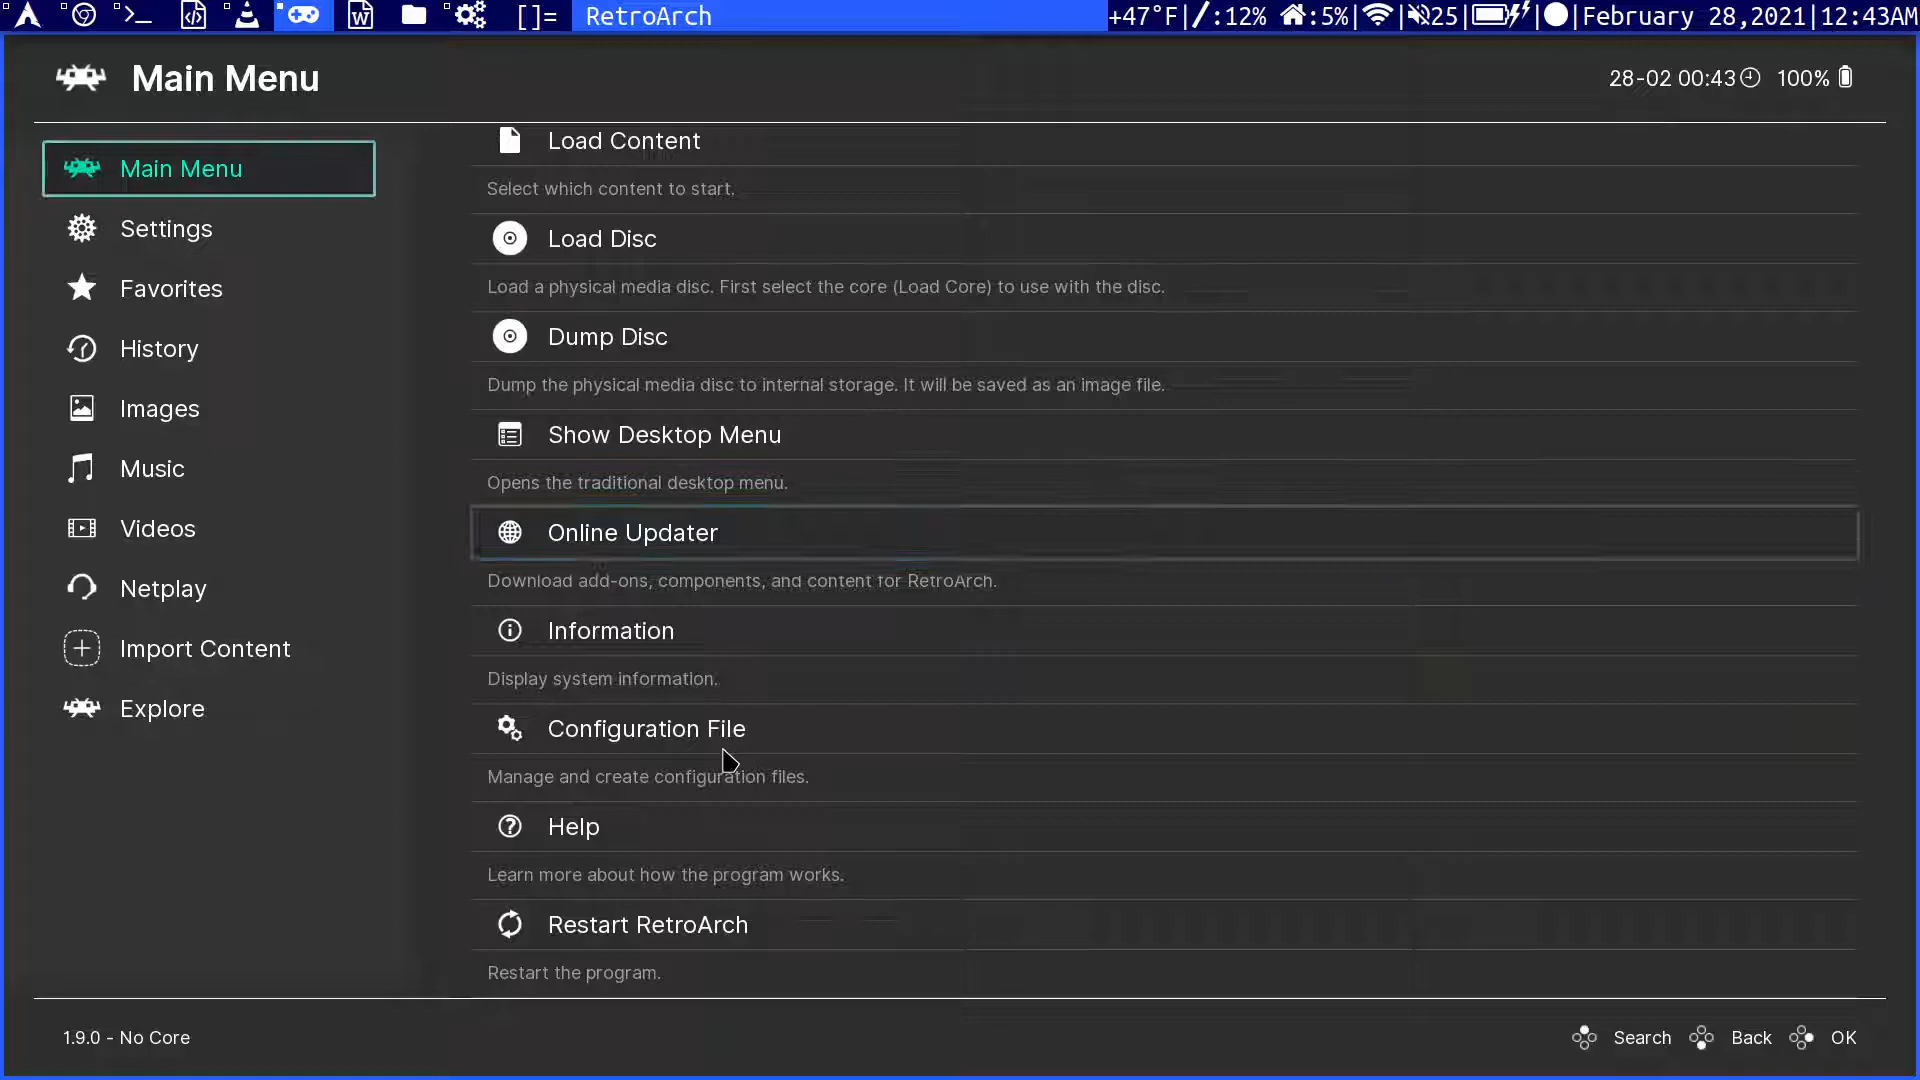 []= RetroArch +47°F|/:12% :5%| | 25| | |February 28,2021|12:43AM
Main Menu
28-02 00:43 100%
Main Menu
Settings
Favorites
History
Images
Music
Videos
Netplay
Import Content
Explore
Load Content
Select which content to start.
Load Disc
Load a physical media disc. First select the core (Load Core) to use with the disc.
Dump Disc
Dump the physical media disc to internal storage. It will be saved as an image file.
Show Desktop Menu
Opens the traditional desktop menu.
Online Updater
Download add-ons, components, and content for RetroArch.
Information
Display system information.
Configuration File
Manage and create configuration files.
Help
Learn more about how the program works.
Restart RetroArch
Restart the program.
1.9.0 - No Core
Search Back OK